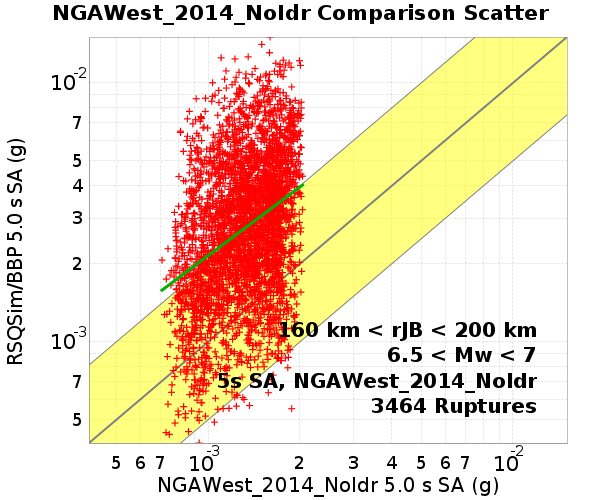 NGAWest_2014_NoIdr Comparison Scatter
RSQSim/BBP 5.0 s SA (g)
10-2
7
5
4
3
2
10-3
7
5
160 km < rJB < 200 km
6.5 < Mw < 7
5s SA, NGAWest_2014_NoIdr
3464 Ruptures
5 6 7 10-3 2 3 4 5 6 7 10-2
NGAWest_2014_NoIdr 5.0 s SA (g)